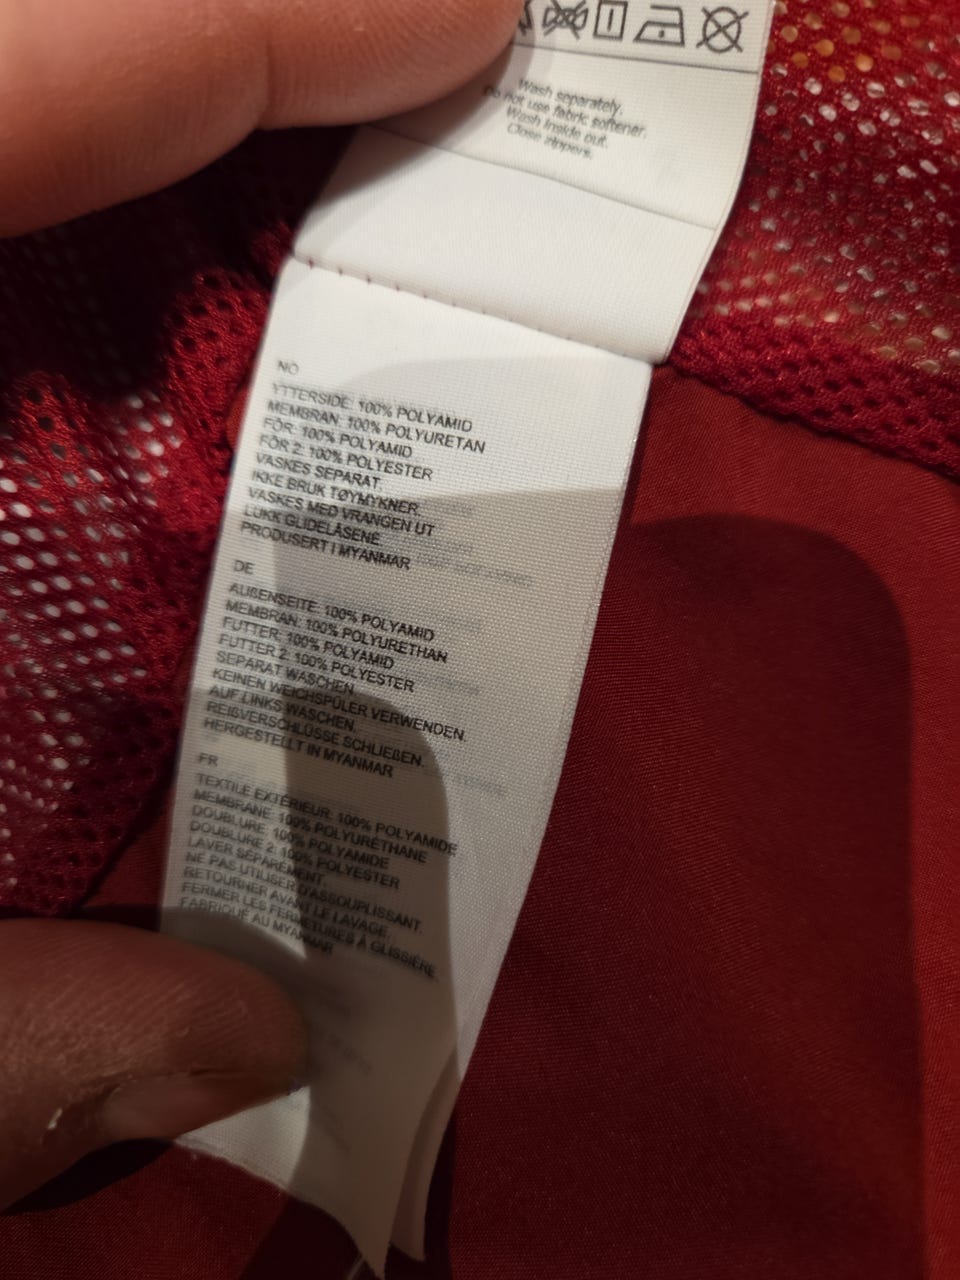 Wash separately.
Do not use fabric softener.
Wash inside out.
Close zippers.
NO
YTTERSIDE: 100% POLYAMID
MEMBRAN: 100% POLYURETAN
FÔR: 100% POLYAMID
FÔR 2: 100% POLYESTER
VASKES SEPARAT.
IKKE BRUK TØYMYKNER.
VASKES MED VRANGEN UT
LUKK GLIDELÅSENE
PRODUSERT I MYANMAR
DE
AUßENSEITE: 100% POLYAMID
MEMBRAN: 100% POLYURETHAN
FUTTER: 100% POLYAMID
FUTTER 2: 100% POLYESTER
SEPARAT WASCHEN
KEINEN WEICHSPÜLER VERWENDEN.
AUF LINKS WASCHEN.
REIßVERSCHLÜSSE SCHLIEßEN.
HERGESTELLT IN MYANMAR
FR
TEXTILE EXTÉRIEUR: 100% POLYAMIDE
MEMBRANE: 100% POLYURÉTHANE
DOUBLURE: 100% POLYAMIDE
DOUBLURE 2: 100% POLYESTER
LAVER SÉPARÉMENT.
NE PAS UTILISER D'ASSOUPLISSANT.
RETOURNER AVANT LE LAVAGE.
FERMER LES FERMETURES À GLISSIÈRE.
FABRIQUÉ AU MYANMAR